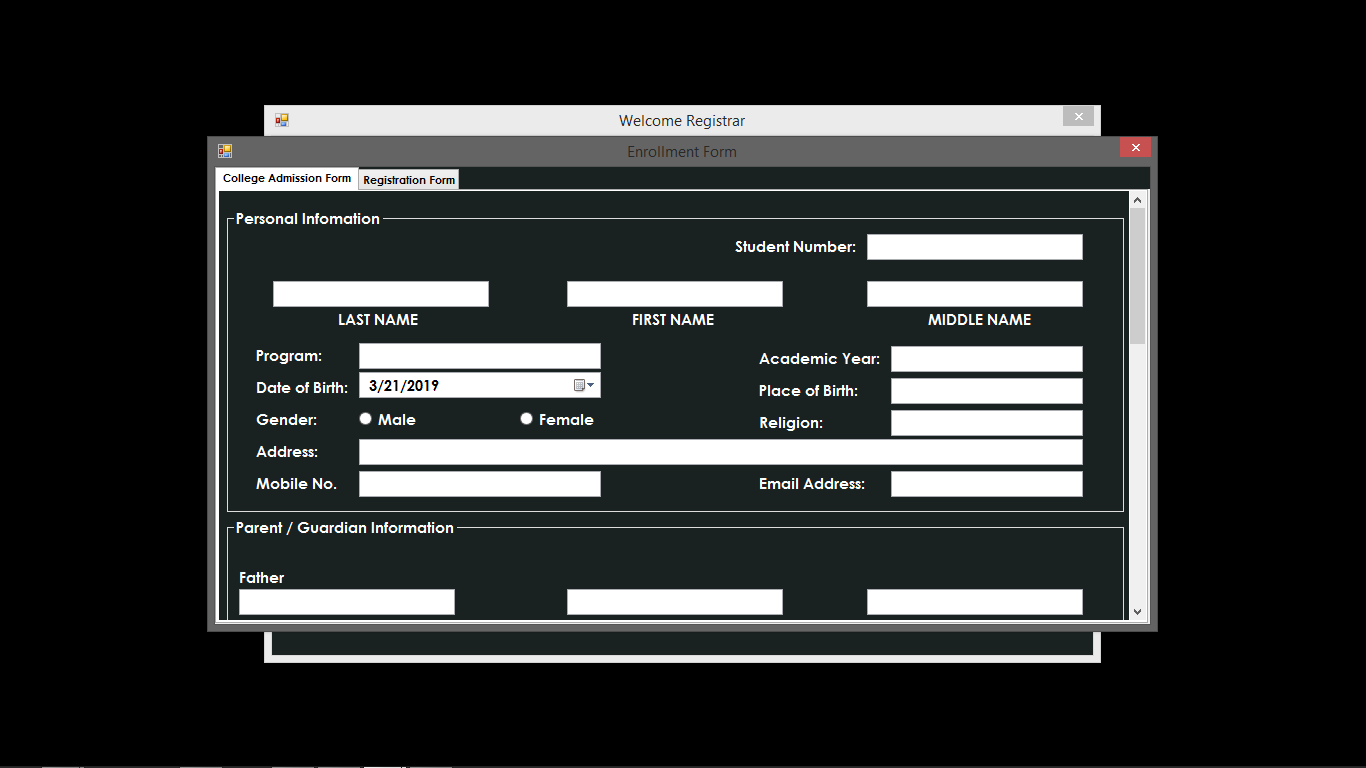 Welcome Registrar
Enrollment Form
College Admission Form Registration Form
Personal Infomation
Student Number:
LAST NAME FIRST NAME MIDDLE NAME
Program: Academic Year:
Date of Birth: 3/21/2019 Place of Birth:
Gender: Male Female Religion:
Address:
Mobile No. Email Address:
Parent / Guardian Information
Father